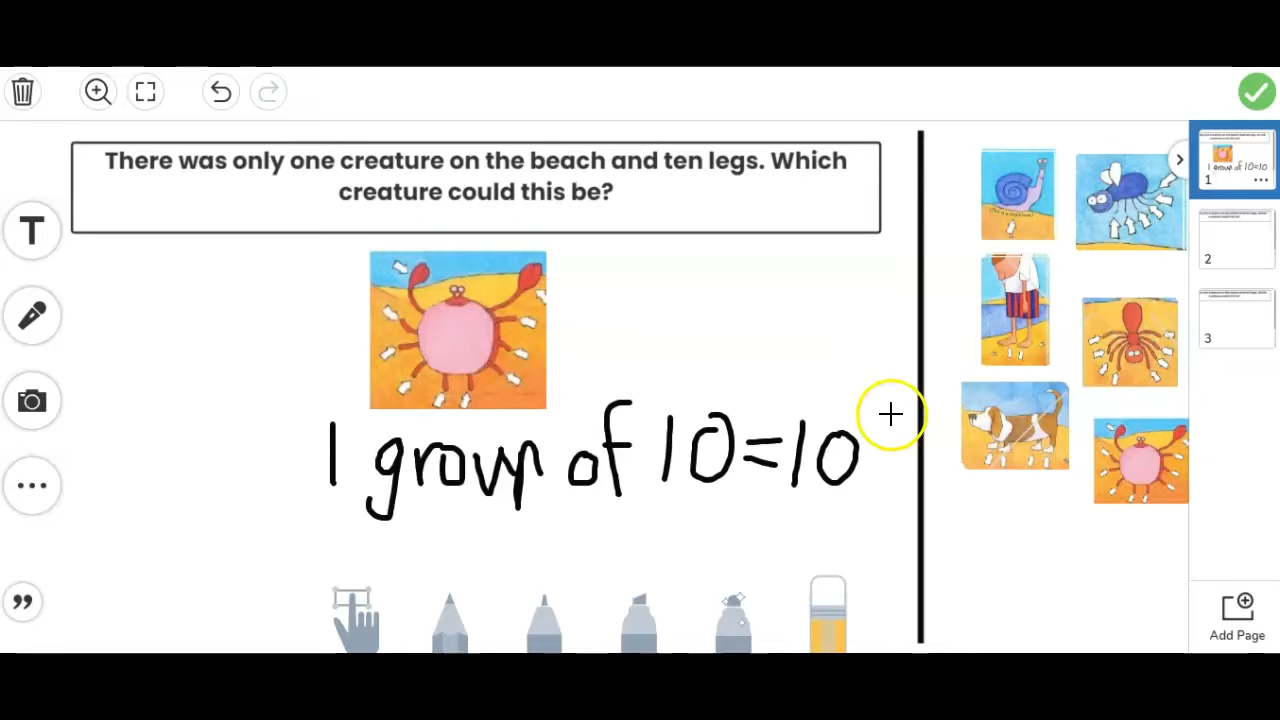 There was only one creature on the beach and ten legs. Which
creature could this be?
1 group of 10=10
T
1
2
3
Add Page